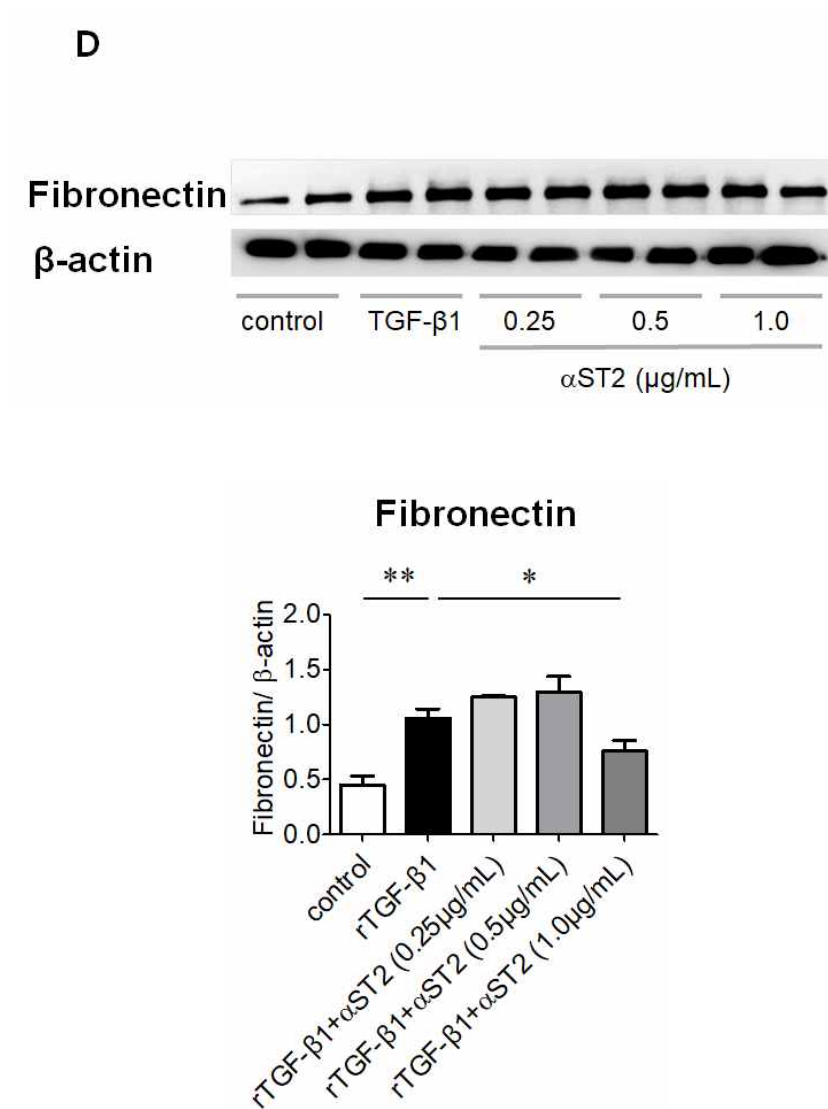 D
Fibronectin
β-actin
control TGF-β1 0.25 0.5 1.0
αST2 (µg/mL)
Fibronectin
** *
Fibronectin/ β-actin
2.0
1.5
1.0
0.5
0.0
control
rTGF-β1
rTGF-β1+αST2 (0.25µg/mL)
rTGF-β1+αST2 (0.5µg/mL)
rTGF-β1+αST2 (1.0µg/mL)